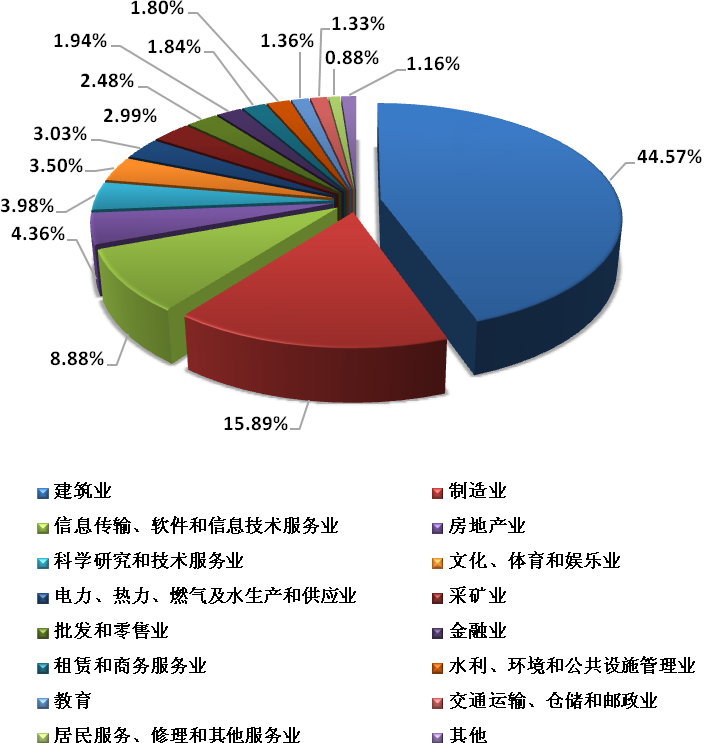 1.80%
1.33%
1.94%
1.84%
1.36%
0.88%
1.16%
2.48%
2.99%
3.03%
44.57%
3.50%
3.98%
4.36%
8.88%
15.89%
建筑业
制造业
信息传输、软件和信息技术服务业
房地产业
科学研究和技术服务业
文化、体育和娱乐业
电力、热力、燃气及水生产和供应业
采矿业
批发和零售业
金融业
租赁和商务服务业
水利、环境和公共设施管理业
教育
交通运输、仓储和邮政业
居民服务、修理和其他服务业
其他